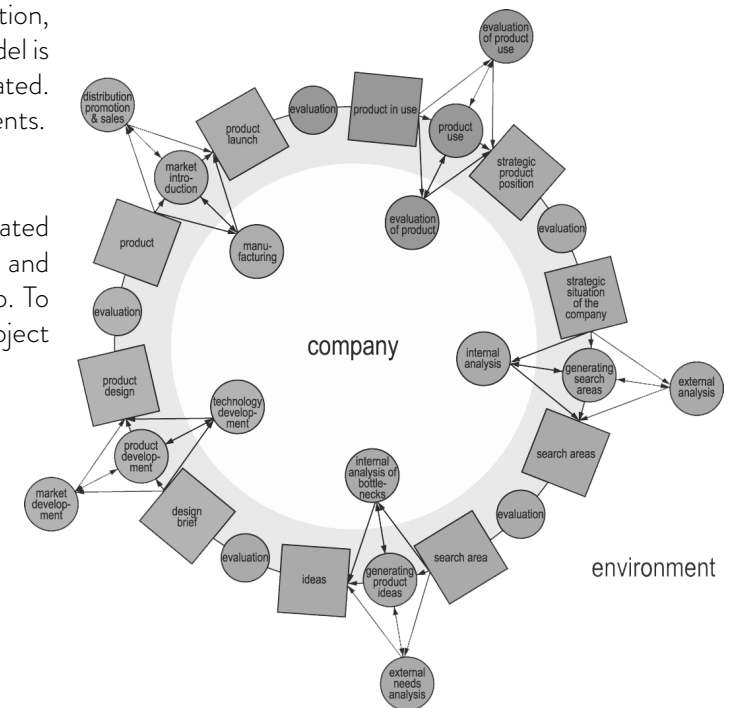 tion,
del is
ated.
ents.
ated
and
o. To
oject
evaluation
of product
use
product in use
product
use
evaluation
of product
strategic
product
position
evaluation
strategic
situation
of the
company
internal
analysis
generating
search
areas
external
analysis
search areas
evaluation
search area
internal
analysis of
bottle-
necks
generating
product
ideas
external
needs
analysis
ideas
evaluation
design
brief
technology
develop-
ment
product
develop-
ment
market
develop-
ment
product
design
evaluation
product
manu-
facturing
market
intro-
duction
distribution
promotion
& sales
product
launch
evaluation
company
environment